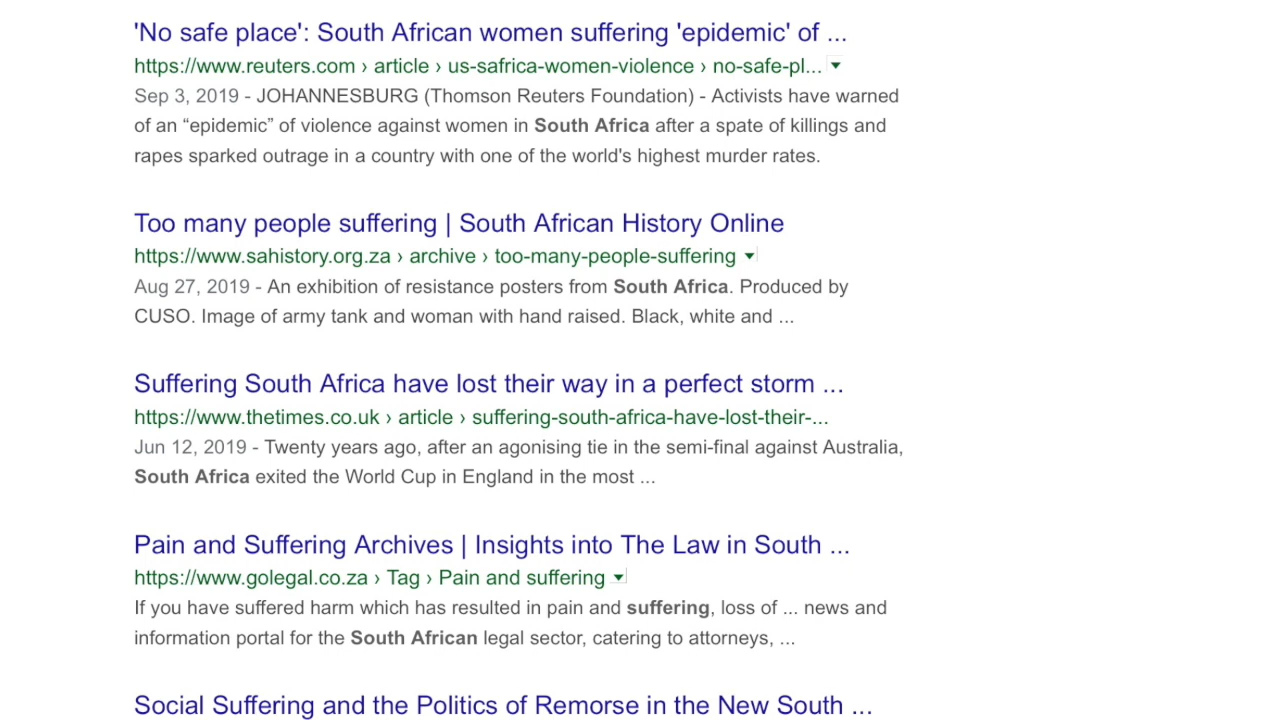 'No safe place': South African women suffering 'epidemic' of ...
https://www.reuters.com › article › us-safrica-women-violence › no-safe-pl...
Sep 3, 2019 - JOHANNESBURG (Thomson Reuters Foundation) - Activists have warned
of an “epidemic” of violence against women in South Africa after a spate of killings and
rapes sparked outrage in a country with one of the world's highest murder rates.
Too many people suffering | South African History Online
https://www.sahistory.org.za › archive › too-many-people-suffering
Aug 27, 2019 - An exhibition of resistance posters from South Africa. Produced by
CUSO. Image of army tank and woman with hand raised. Black, white and ...
Suffering South Africa have lost their way in a perfect storm ...
https://www.thetimes.co.uk › article › suffering-south-africa-have-lost-their-...
Jun 12, 2019 - Twenty years ago, after an agonising tie in the semi-final against Australia,
South Africa exited the World Cup in England in the most ...
Pain and Suffering Archives | Insights into The Law in South ...
https://www.golegal.co.za › Tag › Pain and suffering
If you have suffered harm which has resulted in pain and suffering, loss of ... news and
information portal for the South African legal sector, catering to attorneys, ...
Social Suffering and the Politics of Remorse in the New South ...